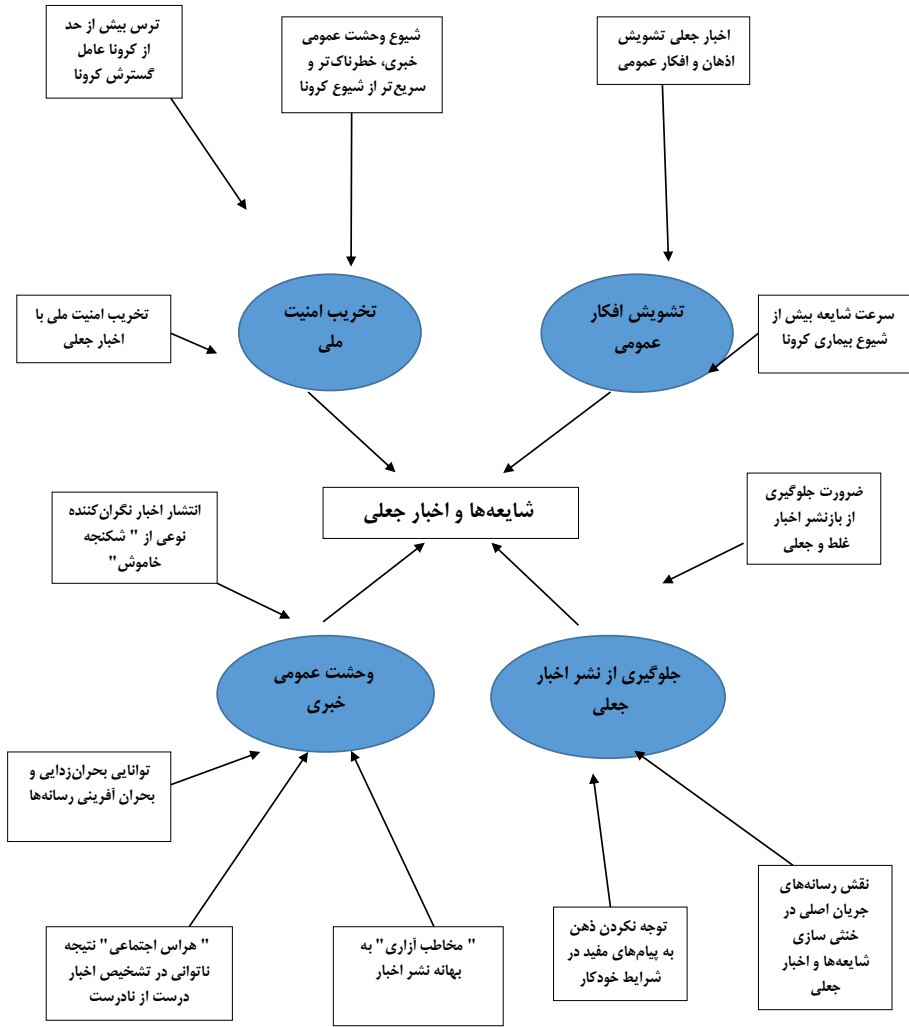 ترس بیش از حد
از کرونا عامل
گسترش کرونا
شیوع وحشت عمومی
خبری، خطرناک‌تر و
سریع‌تر از شیوع کرونا
اخبار جعلی تشویش
اذهان و افکار عمومی
تخریب امنیت ملی با
اخبار جعلی
تخریب امنیت
ملی
تشویش افکار
عمومی
سرعت شایعه بیش از
شیوع بیماری کرونا
انتشار اخبار نگران‌کننده
نوعی از " شکنجه
خاموش"
شایعه‌ها و اخبار جعلی
ضرورت جلوگیری
از بازنشر اخبار
غلط و جعلی
وحشت عمومی
خبری
جلوگیری از نشر اخبار
جعلی
توانایی بحران‌زدایی و
بحران آفرینی رسانه‌ها
" هراس اجتماعی" نتیجه
ناتوانی در تشخیص اخبار
درست از نادرست
" مخاطب آزاری" به
بهانه نشر اخبار
توجه نکردن ذهن
به پیام‌های مفید در
شرایط خودکار
نقش رسانه‌های
جریان اصلی در
خنثی سازی
شایعه‌ها و اخبار
جعلی